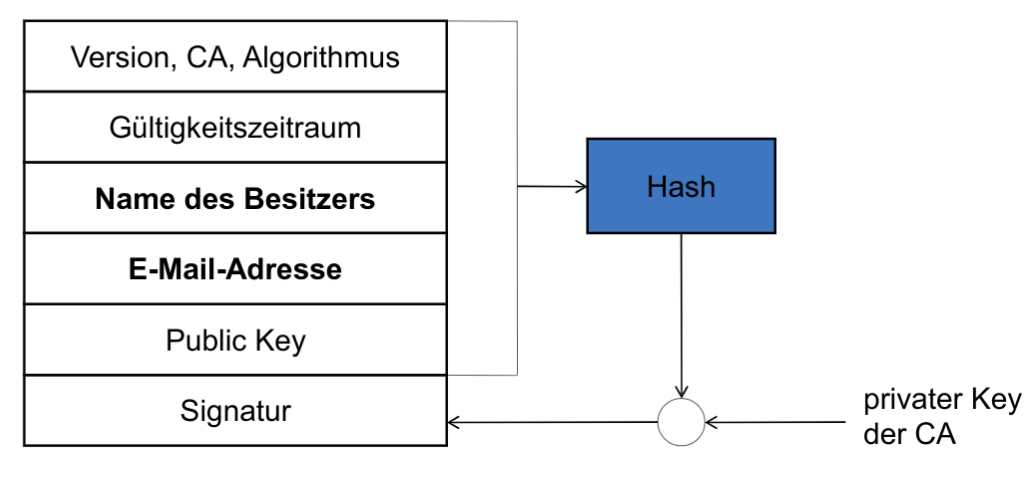 Version, CA, Algorithmus
Gültigkeitszeitraum
Name des Besitzers
E-Mail-Adresse
Public Key
Signatur
Hash
privater Key
der CA